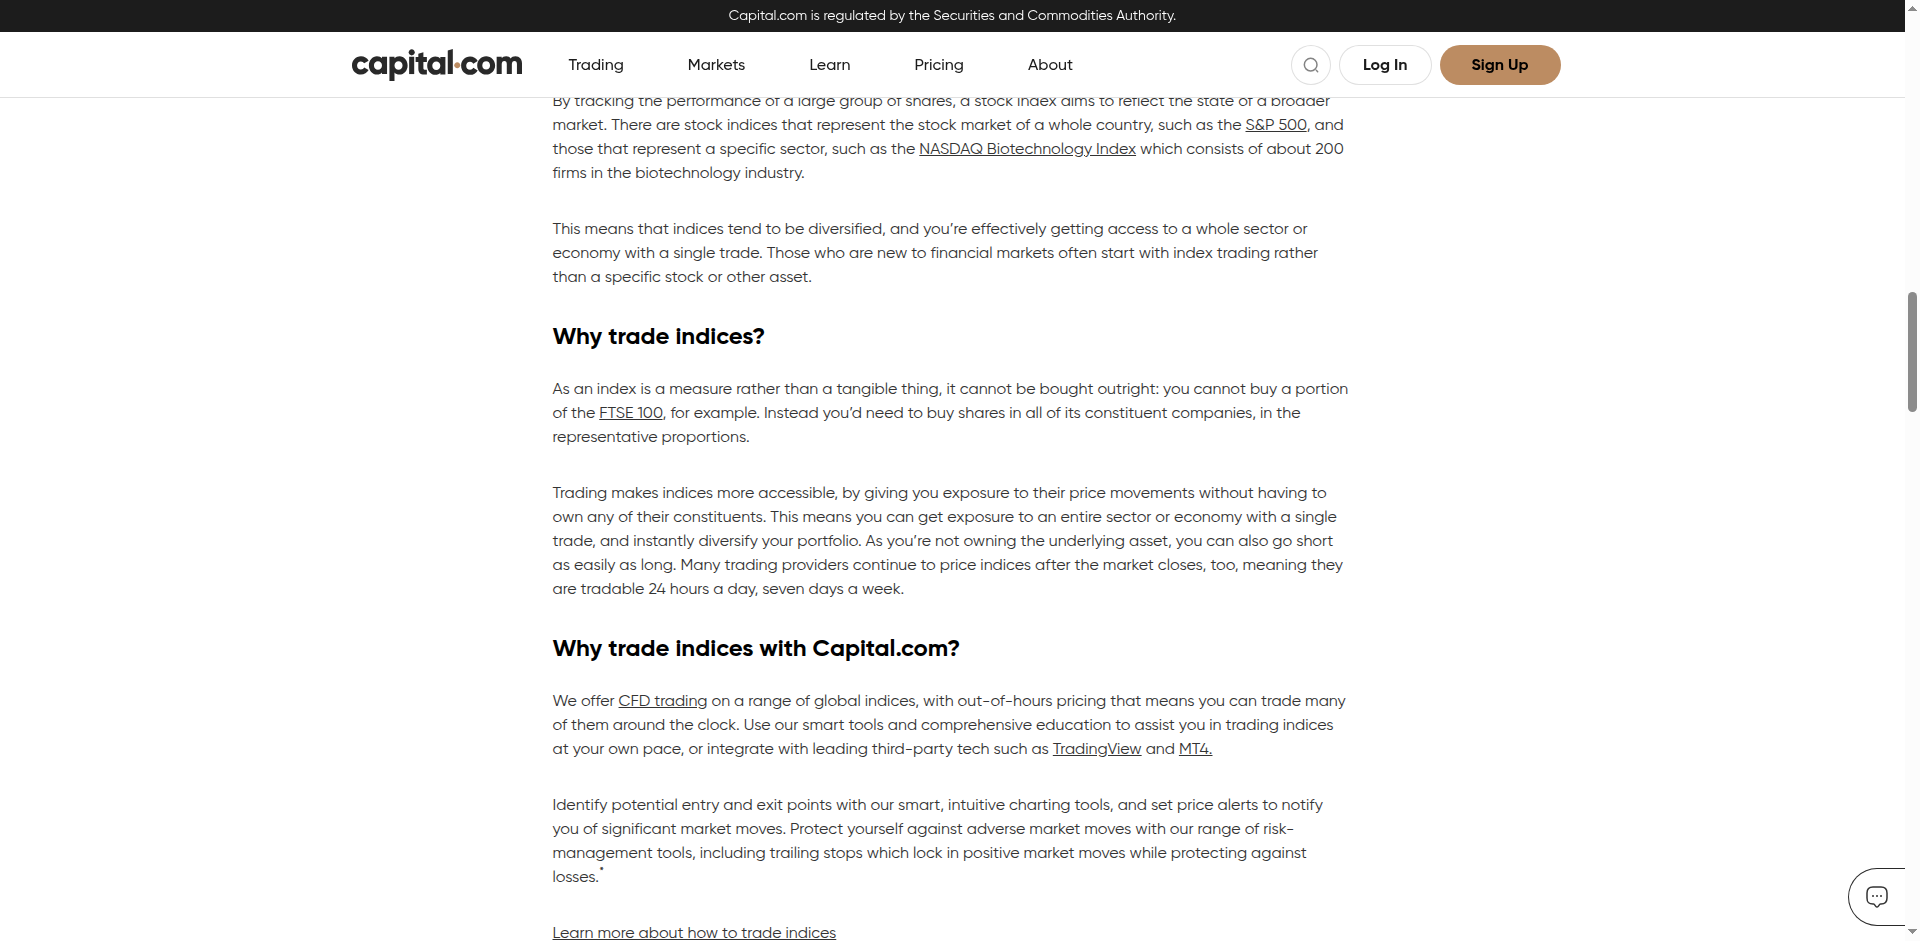 Capital.com is regulated by the Securities and Commodities Authority.
capital.com
Trading
Markets
Learn
Pricing
About
Log In
Sign Up
By tracking the performance of a large group of shares, a stock index aims to reflect the state of a broader
market. There are stock indices that represent the stock market of a whole country, such as the S&P 500, and
those that represent a specific sector, such as the NASDAQ Biotechnology Index which consists of about 200
firms in the biotechnology industry.
This means that indices tend to be diversified, and you’re effectively getting access to a whole sector or
economy with a single trade. Those who are new to financial markets often start with index trading rather
than a specific stock or other asset.
Why trade indices?
As an index is a measure rather than a tangible thing, it cannot be bought outright: you cannot buy a portion
of the FTSE 100, for example. Instead you’d need to buy shares in all of its constituent companies, in the
representative proportions.
Trading makes indices more accessible, by giving you exposure to their price movements without having to
own any of their constituents. This means you can get exposure to an entire sector or economy with a single
trade, and instantly diversify your portfolio. As you’re not owning the underlying asset, you can also go short
as easily as long. Many trading providers continue to price indices after the market closes, too, meaning they
are tradable 24 hours a day, seven days a week.
Why trade indices with Capital.com?
We offer CFD trading on a range of global indices, with out-of-hours pricing that means you can trade many
of them around the clock. Use our smart tools and comprehensive education to assist you in trading indices
at your own pace, or integrate with leading third-party tech such as TradingView and MT4.
Identify potential entry and exit points with our smart, intuitive charting tools, and set price alerts to notify
you of significant market moves. Protect yourself against adverse market moves with our range of risk-
management tools, including trailing stops which lock in positive market moves while protecting against
losses.*
Learn more about how to trade indices